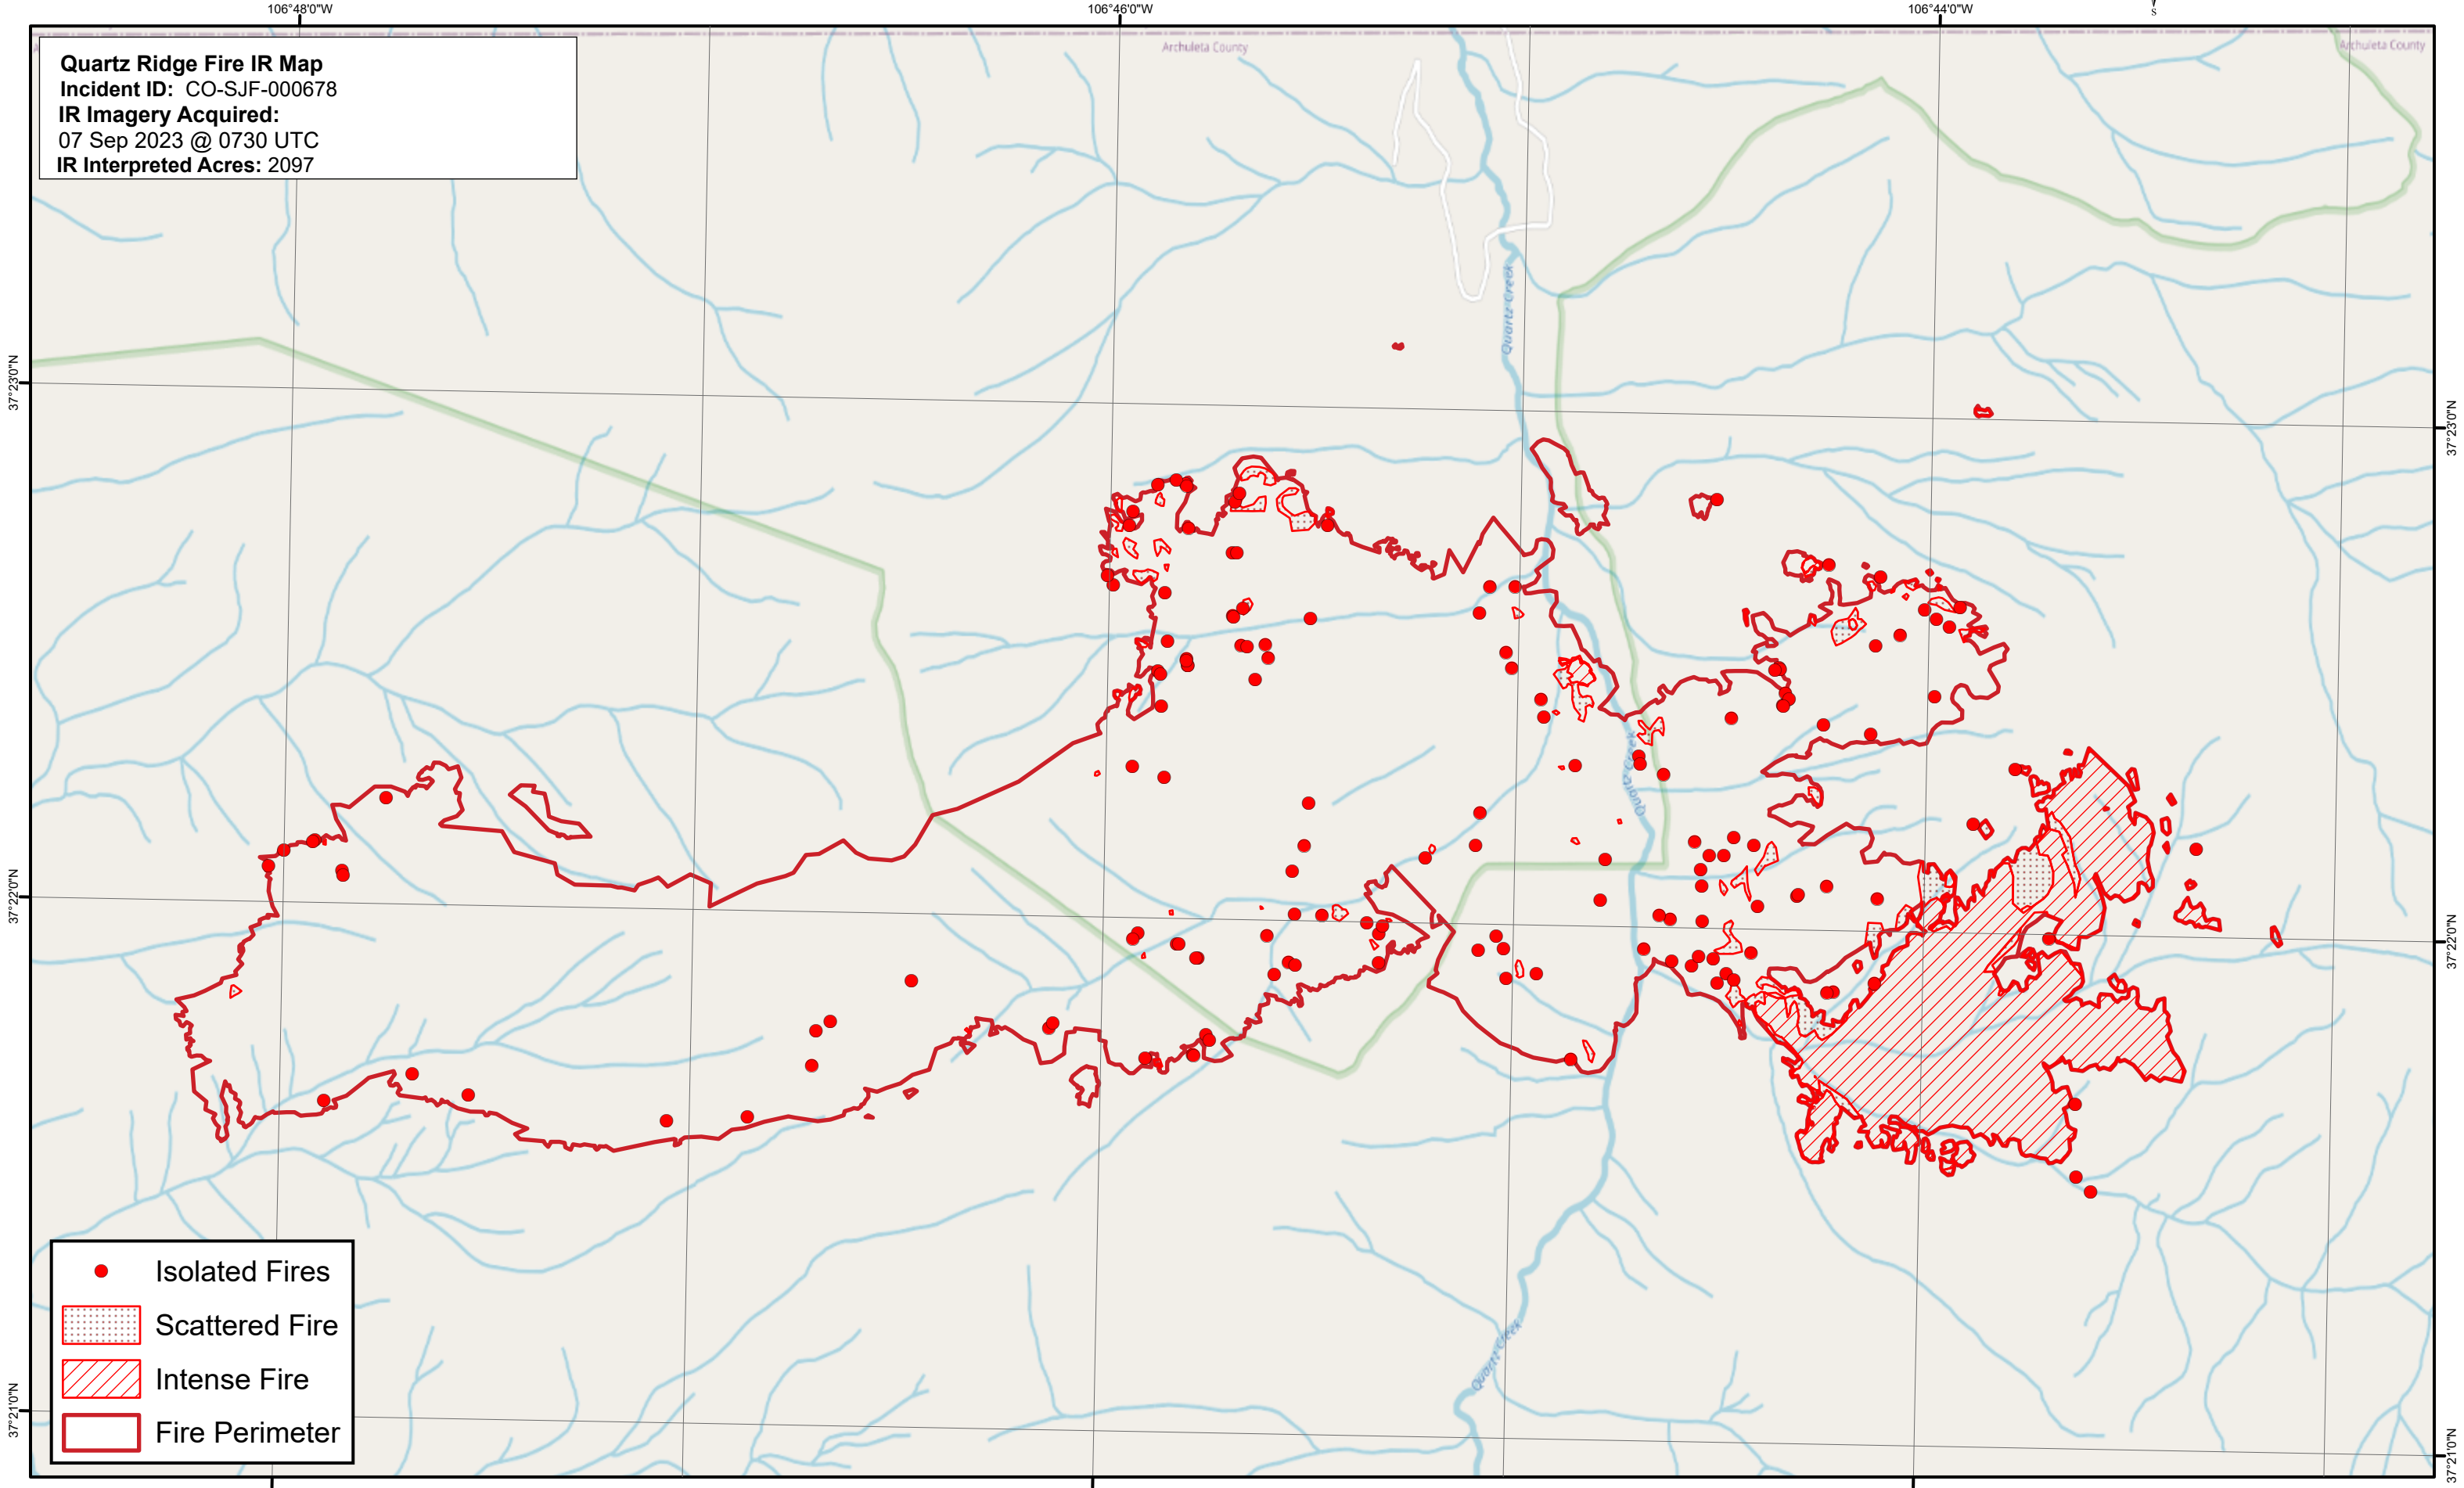 106°48'0"W
106°46'0"W
106°44'0"W
S
Archuleta County
Archuleta County
Quartz Ridge Fire IR Map
Incident ID: CO-SJF-000678
IR Imagery Acquired:
07 Sep 2023 @ 0730 UTC
IR Interpreted Acres: 2097
Quartz Creek
37°23'0"N
37°23'0"N
Quartz Creek
37°22'0"N
37°22'0"N
Isolated Fires
Scattered Fire
Intense Fire
Fire Perimeter
Quartz Creek
37°21'0"N
37°21'0"N